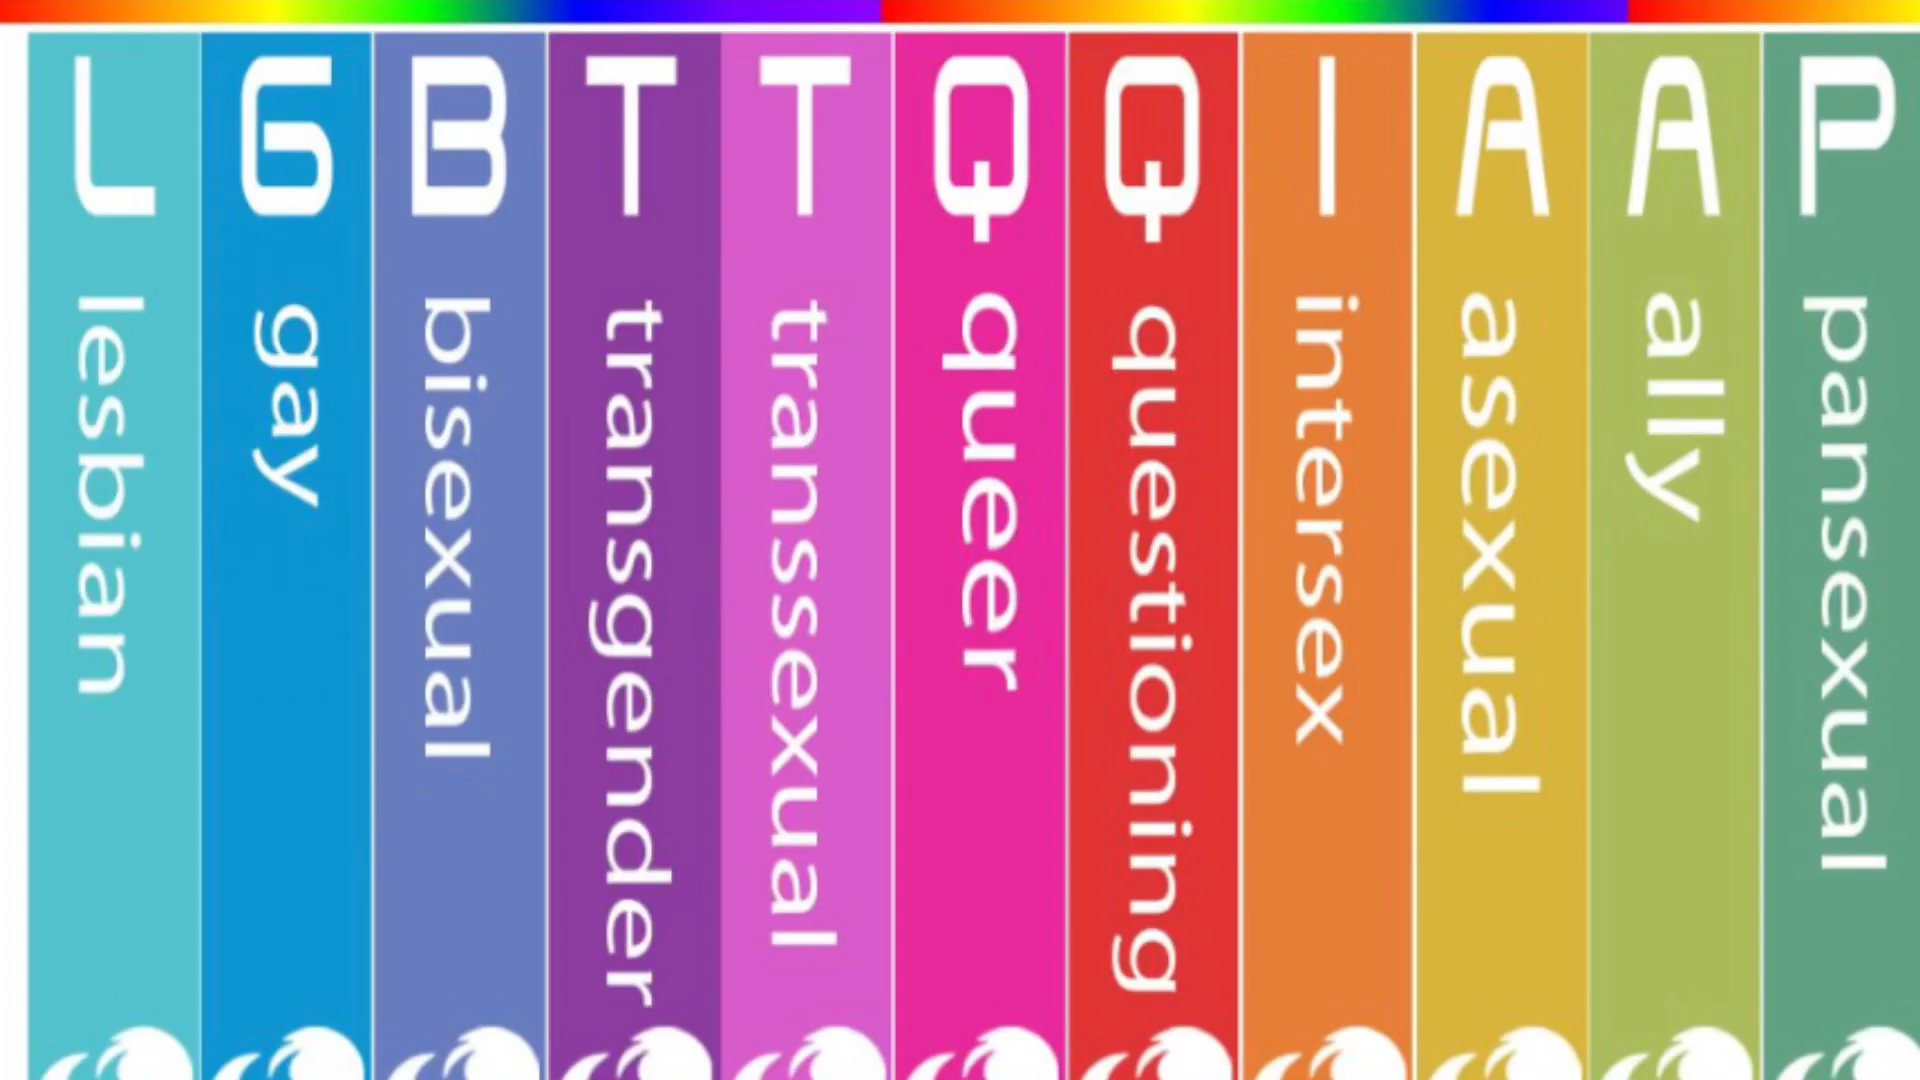 L
lesbian
G
gay
B
bisexual
T
transgender
T
transsexual
Q
queer
Q
questioning
I
intersex
A
asexual
A
ally
P
pansexual